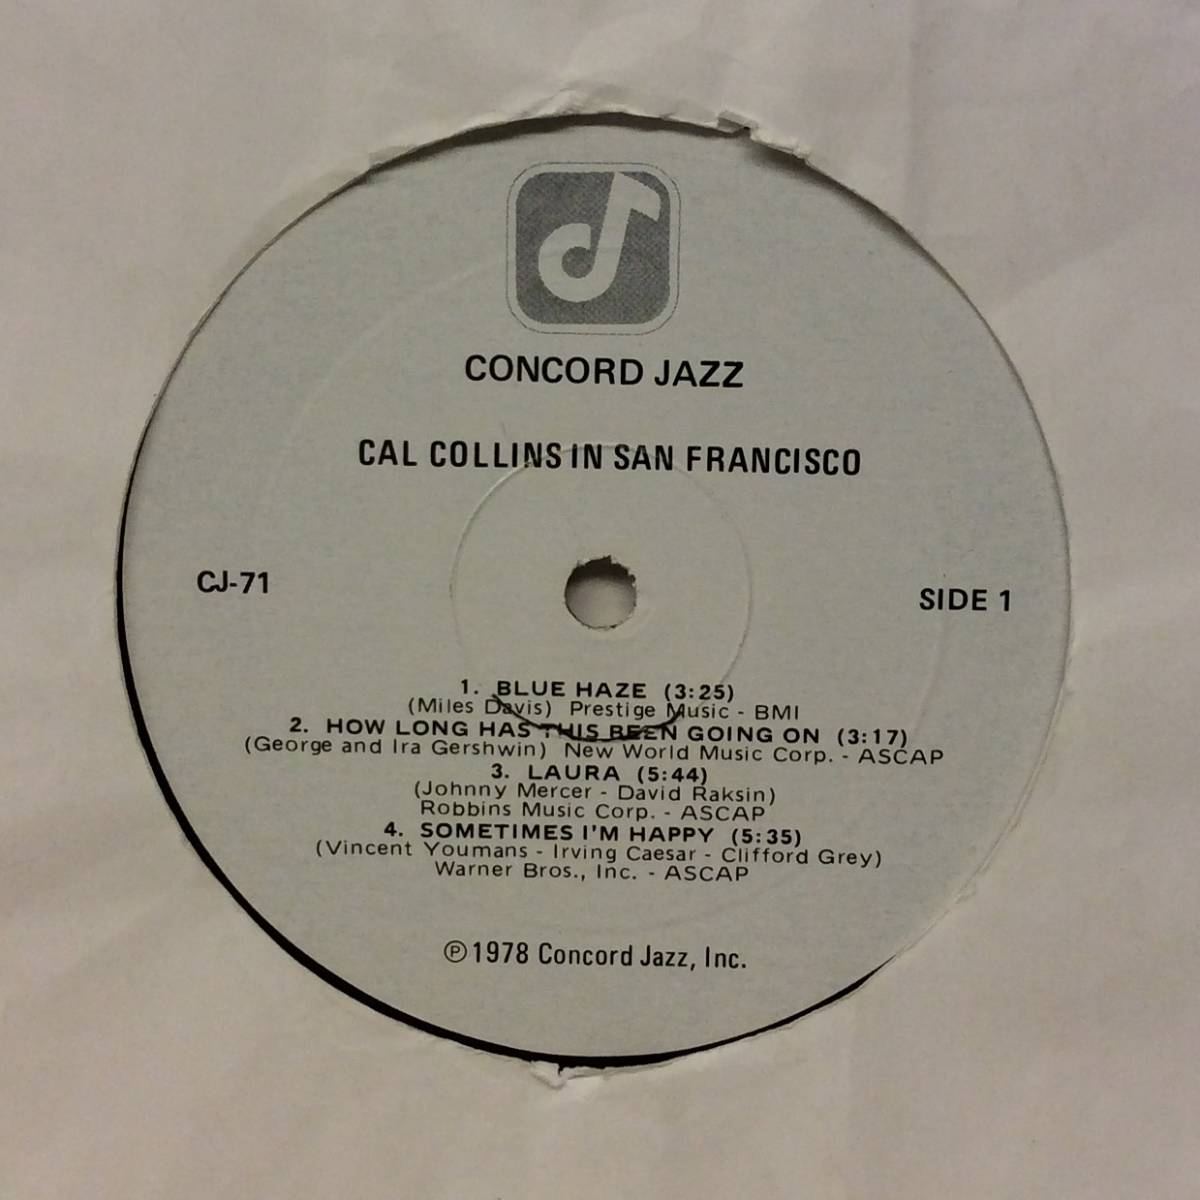 CONCORD JAZZ
CAL COLLINS IN SAN FRANCISCO
CJ-71
SIDE 1
1. BLUE HAZE (3:25)
(Miles Davis) Prestige Music - BMI
2. HOW LONG HAS THIS BEEN GOING ON (3:17)
(George and Ira Gershwin) New World Music Corp. - ASCAP
3. LAURA (5:44)
(Johnny Mercer - David Raksin)
Robbins Music Corp. - ASCAP
4. SOMETIMES I'M HAPPY (5:35)
(Vincent Youmans - Irving Caesar - Clifford Grey)
Warner Bros., Inc. - ASCAP
℗1978 Concord Jazz, Inc.